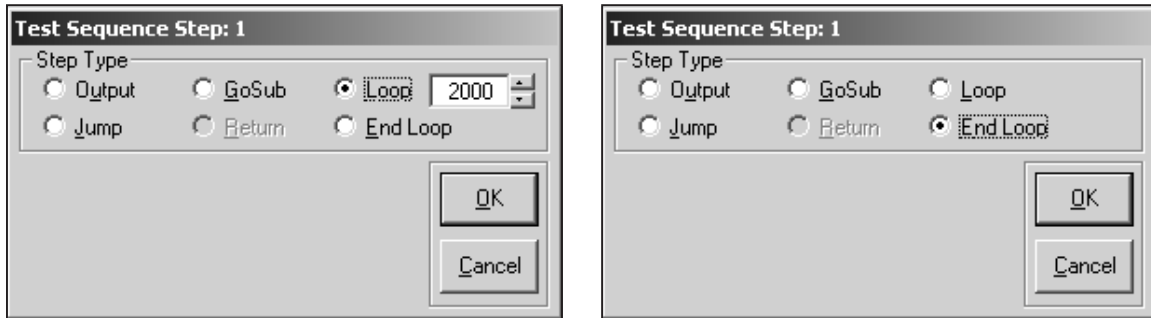 Test Sequence Step: 1
Step Type
Output GoSub Loop 2000
Jump Return End Loop
OK
Cancel
Test Sequence Step: 1
Step Type
Output GoSub Loop
Jump Return End Loop
OK
Cancel